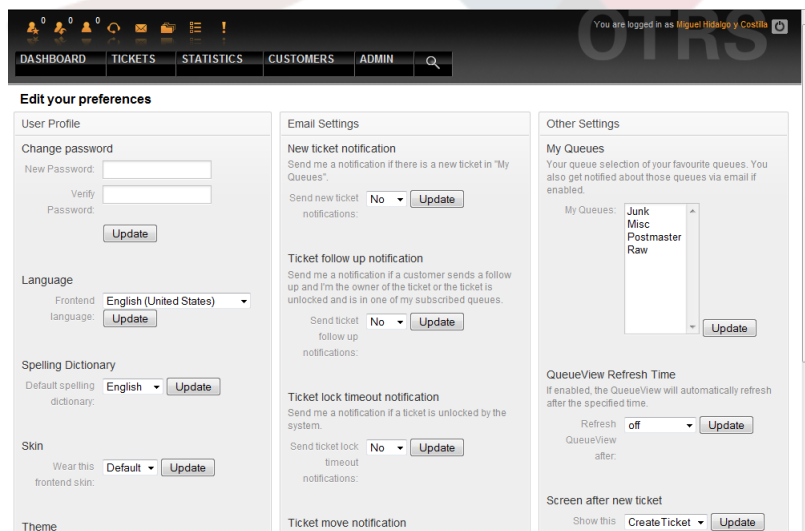 0 0 0
You are logged in as Miguel Hidalgo y Costilla
OTRS
DASHBOARD TICKETS STATISTICS CUSTOMERS ADMIN
Edit your preferences
User Profile
Change password
New Password:
Verify
Password:
Update
Language
Frontend English (United States)
language: Update
Spelling Dictionary
Default spelling English Update
dictionary:
Skin
Wear this Default Update
frontend skin:
Theme
Email Settings
New ticket notification
Send me a notification if there is a new ticket in "My
Queues".
Send new ticket No Update
notifications:
Ticket follow up notification
Send me a notification if a customer sends a follow
up and I'm the owner of the ticket or the ticket is
unlocked and is in one of my subscribed queues.
Send ticket No Update
follow up
notifications:
Ticket lock timeout notification
Send me a notification if a ticket is unlocked by the
system.
Send ticket lock No Update
timeout
notifications:
Ticket move notification
Other Settings
My Queues
Your queue selection of your favourite queues. You
also get notified about those queues via email if
enabled.
My Queues: Junk
Misc
Postmaster
Raw
Update
QueueView Refresh Time
If enabled, the QueueView will automatically refresh
after the specified time.
Refresh off Update
QueueView
after:
Screen after new ticket
Show this CreateTicket Update